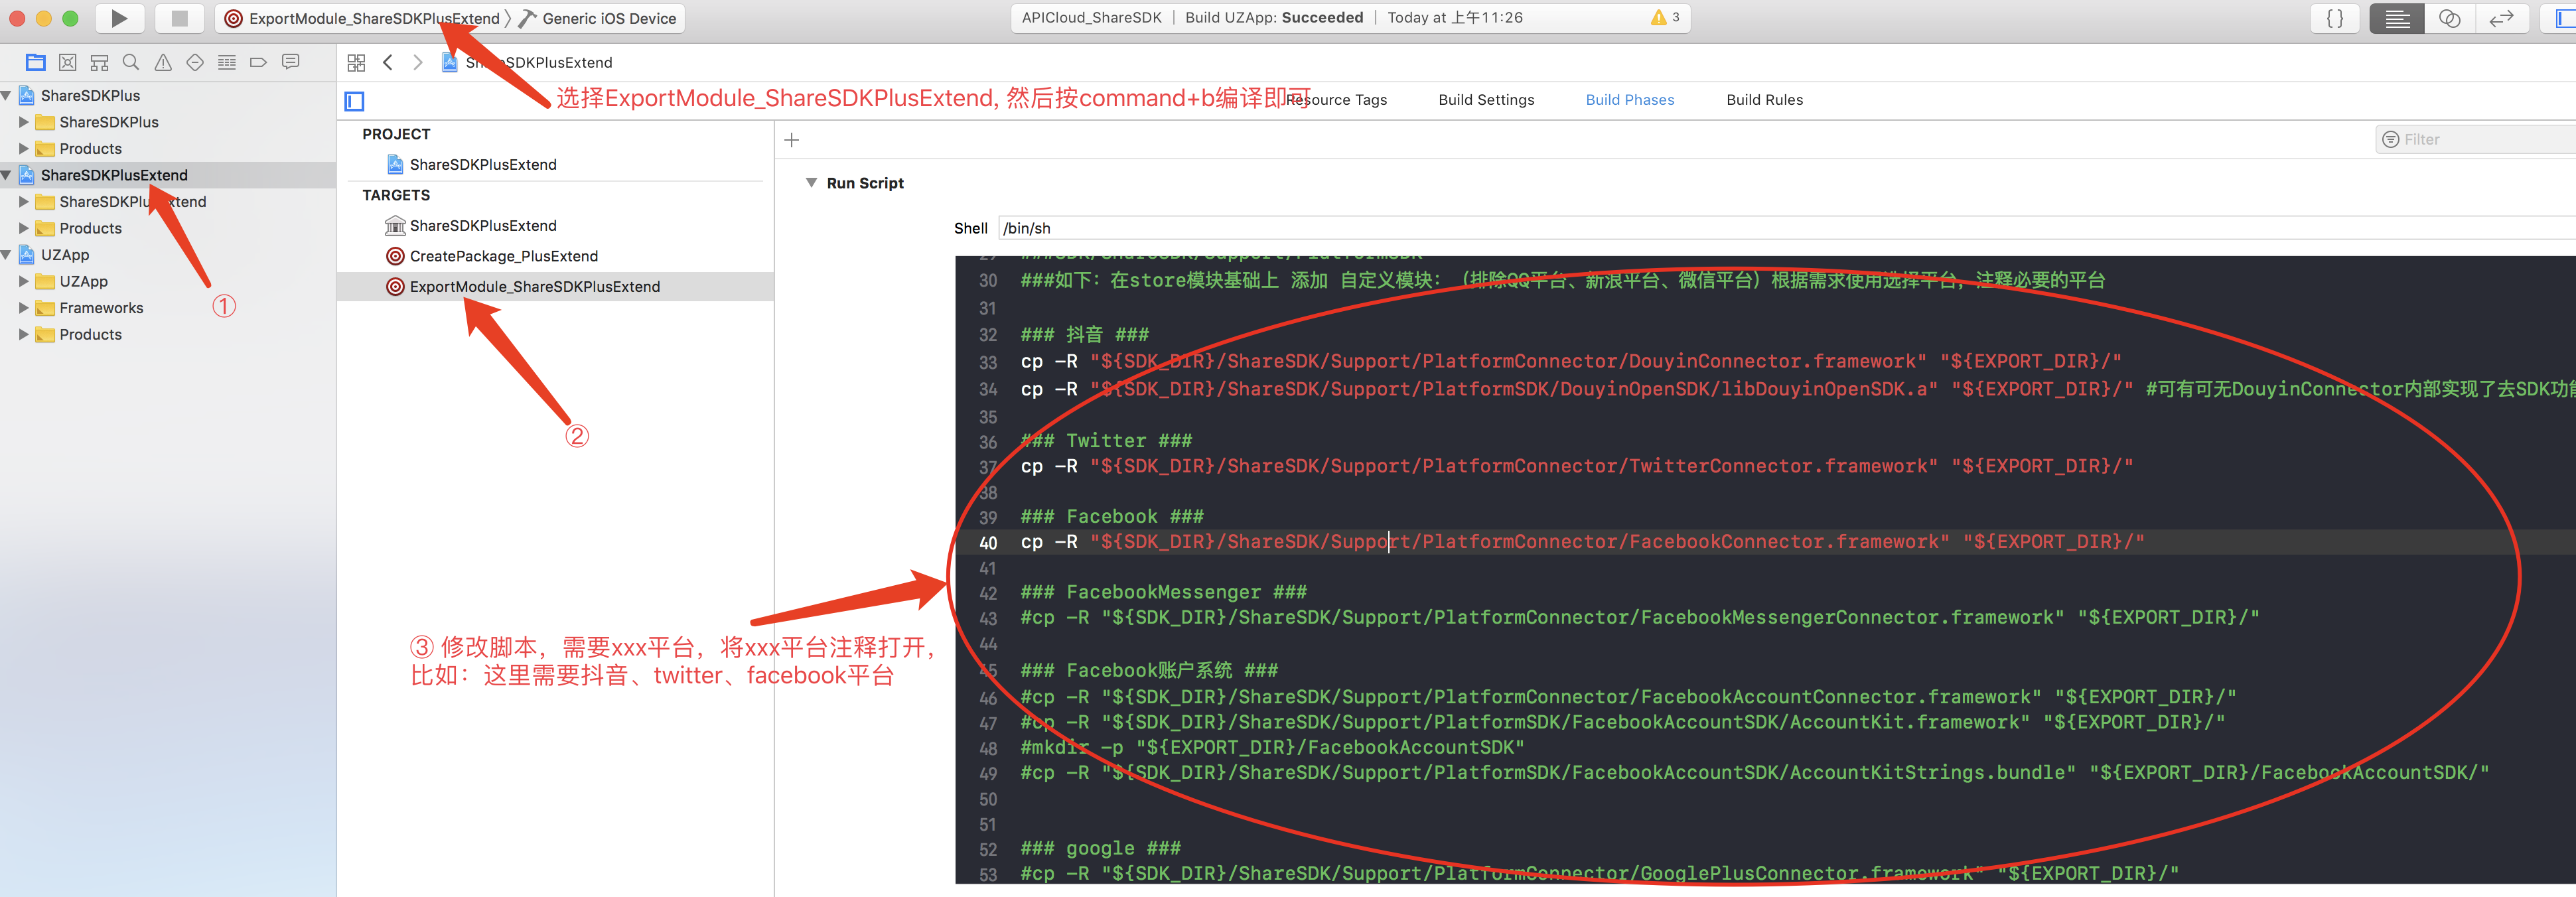 ExportModule_ShareSDKPlusExtend 〉 Generic iOS Device
APICloud_ShareSDK | Build UZApp: Succeeded | Today at 上午11:26
3
{ }
ShareSDKPlusExtend
选择ExportModule_ShareSDKPlusExtend, 然后按command+b编译即可
Resource Tags
Build Settings
Build Phases
Build Rules
ShareSDKPlus
ShareSDKPlus
Products
ShareSDKPlusExtend
ShareSDKPlusExtend
Products
UZApp
UZApp
Frameworks
Products
①
PROJECT
ShareSDKPlusExtend
TARGETS
ShareSDKPlusExtend
CreatePackage_PlusExtend
ExportModule_ShareSDKPlusExtend
②
③ 修改脚本，需要xxx平台，将xxx平台注释打开，
比如：这里需要抖音、twitter、facebook平台
Filter
Run Script
Shell /bin/sh
29 ###SDK/ShareSDK/Support/PlatformSDK
30 ###如下：在store模块基础上 添加 自定义模块：（排除QQ平台、新浪平台、微信平台）根据需求使用选择平台，注释必要的平台
31
32 ### 抖音 ###
33 cp -R "${SDK_DIR}/ShareSDK/Support/PlatformConnector/DouyinConnector.framework" "${EXPORT_DIR}/"
34 cp -R "${SDK_DIR}/ShareSDK/Support/PlatformSDK/DouyinOpenSDK/libDouyinOpenSDK.a" "${EXPORT_DIR}/" #可有可无DouyinConnector内部实现了去SDK功能
35
36 ### Twitter ###
37 cp -R "${SDK_DIR}/ShareSDK/Support/PlatformConnector/TwitterConnector.framework" "${EXPORT_DIR}/"
38
39 ### Facebook ###
40 cp -R "${SDK_DIR}/ShareSDK/Support/PlatformConnector/FacebookConnector.framework" "${EXPORT_DIR}/"
41
42 ### FacebookMessenger ###
43 #cp -R "${SDK_DIR}/ShareSDK/Support/PlatformConnector/FacebookMessengerConnector.framework" "${EXPORT_DIR}/"
44
45 ### Facebook账户系统 ###
46 #cp -R "${SDK_DIR}/ShareSDK/Support/PlatformConnector/FacebookAccountConnector.framework" "${EXPORT_DIR}/"
47 #cp -R "${SDK_DIR}/ShareSDK/Support/PlatformSDK/FacebookAccountSDK/AccountKit.framework" "${EXPORT_DIR}/"
48 #mkdir -p "${EXPORT_DIR}/FacebookAccountSDK"
49 #cp -R "${SDK_DIR}/ShareSDK/Support/PlatformSDK/FacebookAccountSDK/AccountKitStrings.bundle" "${EXPORT_DIR}/FacebookAccountSDK/"
50
51
52 ### google ###
53 #cp -R "${SDK_DIR}/ShareSDK/Support/PlatformConnector/GooglePlusConnector.framework" "${EXPORT_DIR}/"